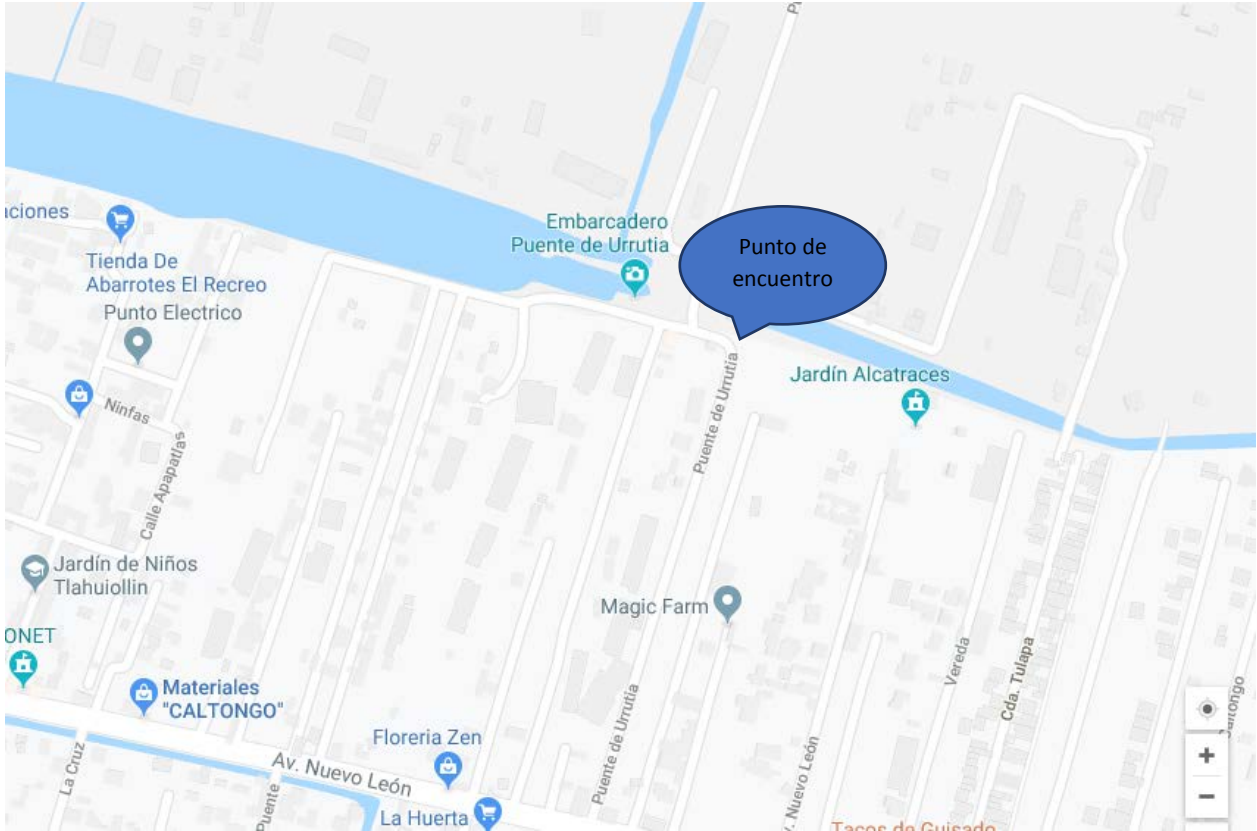 Embarcadero
Puente de Urrutia
Punto de
encuentro
Tienda De
Abarrotes El Recreo
Punto Electrico
Jardín Alcatraces
Ninfas
Calle Apapatlas
Puente de Urrutia
Jardín de Niños
Tlahuiollin
Magic Farm
ONET
Materiales
"CALTONGO"
Vereda
Cda. Tulapa
Floreria Zen
Av. Nuevo León
La Cruz
Puente
Puente de Urrutia
. Nuevo León
La Huerta
Tacos de Guisado
+
−